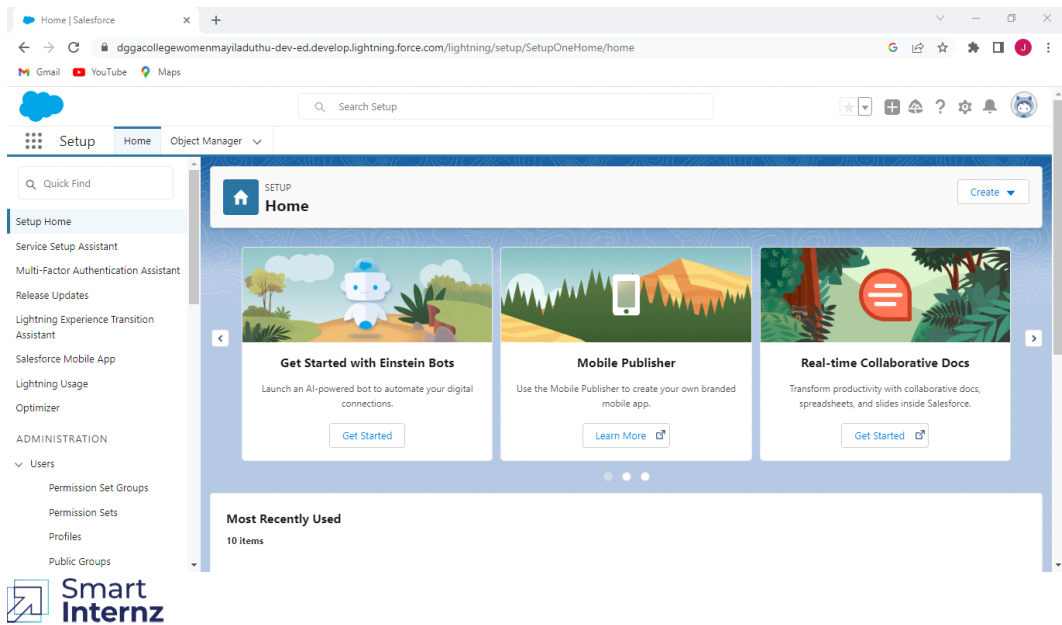 Home | Salesforce
dggacollegewomenmayiladuthu-dev-ed.develop.lightning.force.com/lightning/setup/SetupOneHome/home
G
J
Gmail
YouTube
Maps
Search Setup
Setup
Home
Object Manager
Quick Find
Setup Home
Service Setup Assistant
Multi-Factor Authentication Assistant
Release Updates
Lightning Experience Transition
Assistant
Salesforce Mobile App
Lightning Usage
Optimizer
ADMINISTRATION
Users
Permission Set Groups
Permission Sets
Profiles
Public Groups
SETUP
Home
Create
Get Started with Einstein Bots
Launch an AI-powered bot to automate your digital
connections.
Get Started
Mobile Publisher
Use the Mobile Publisher to create your own branded
mobile app.
Learn More
Real-time Collaborative Docs
Transform productivity with collaborative docs,
spreadsheets, and slides inside Salesforce.
Get Started
Most Recently Used
10 items
Smart
Internz